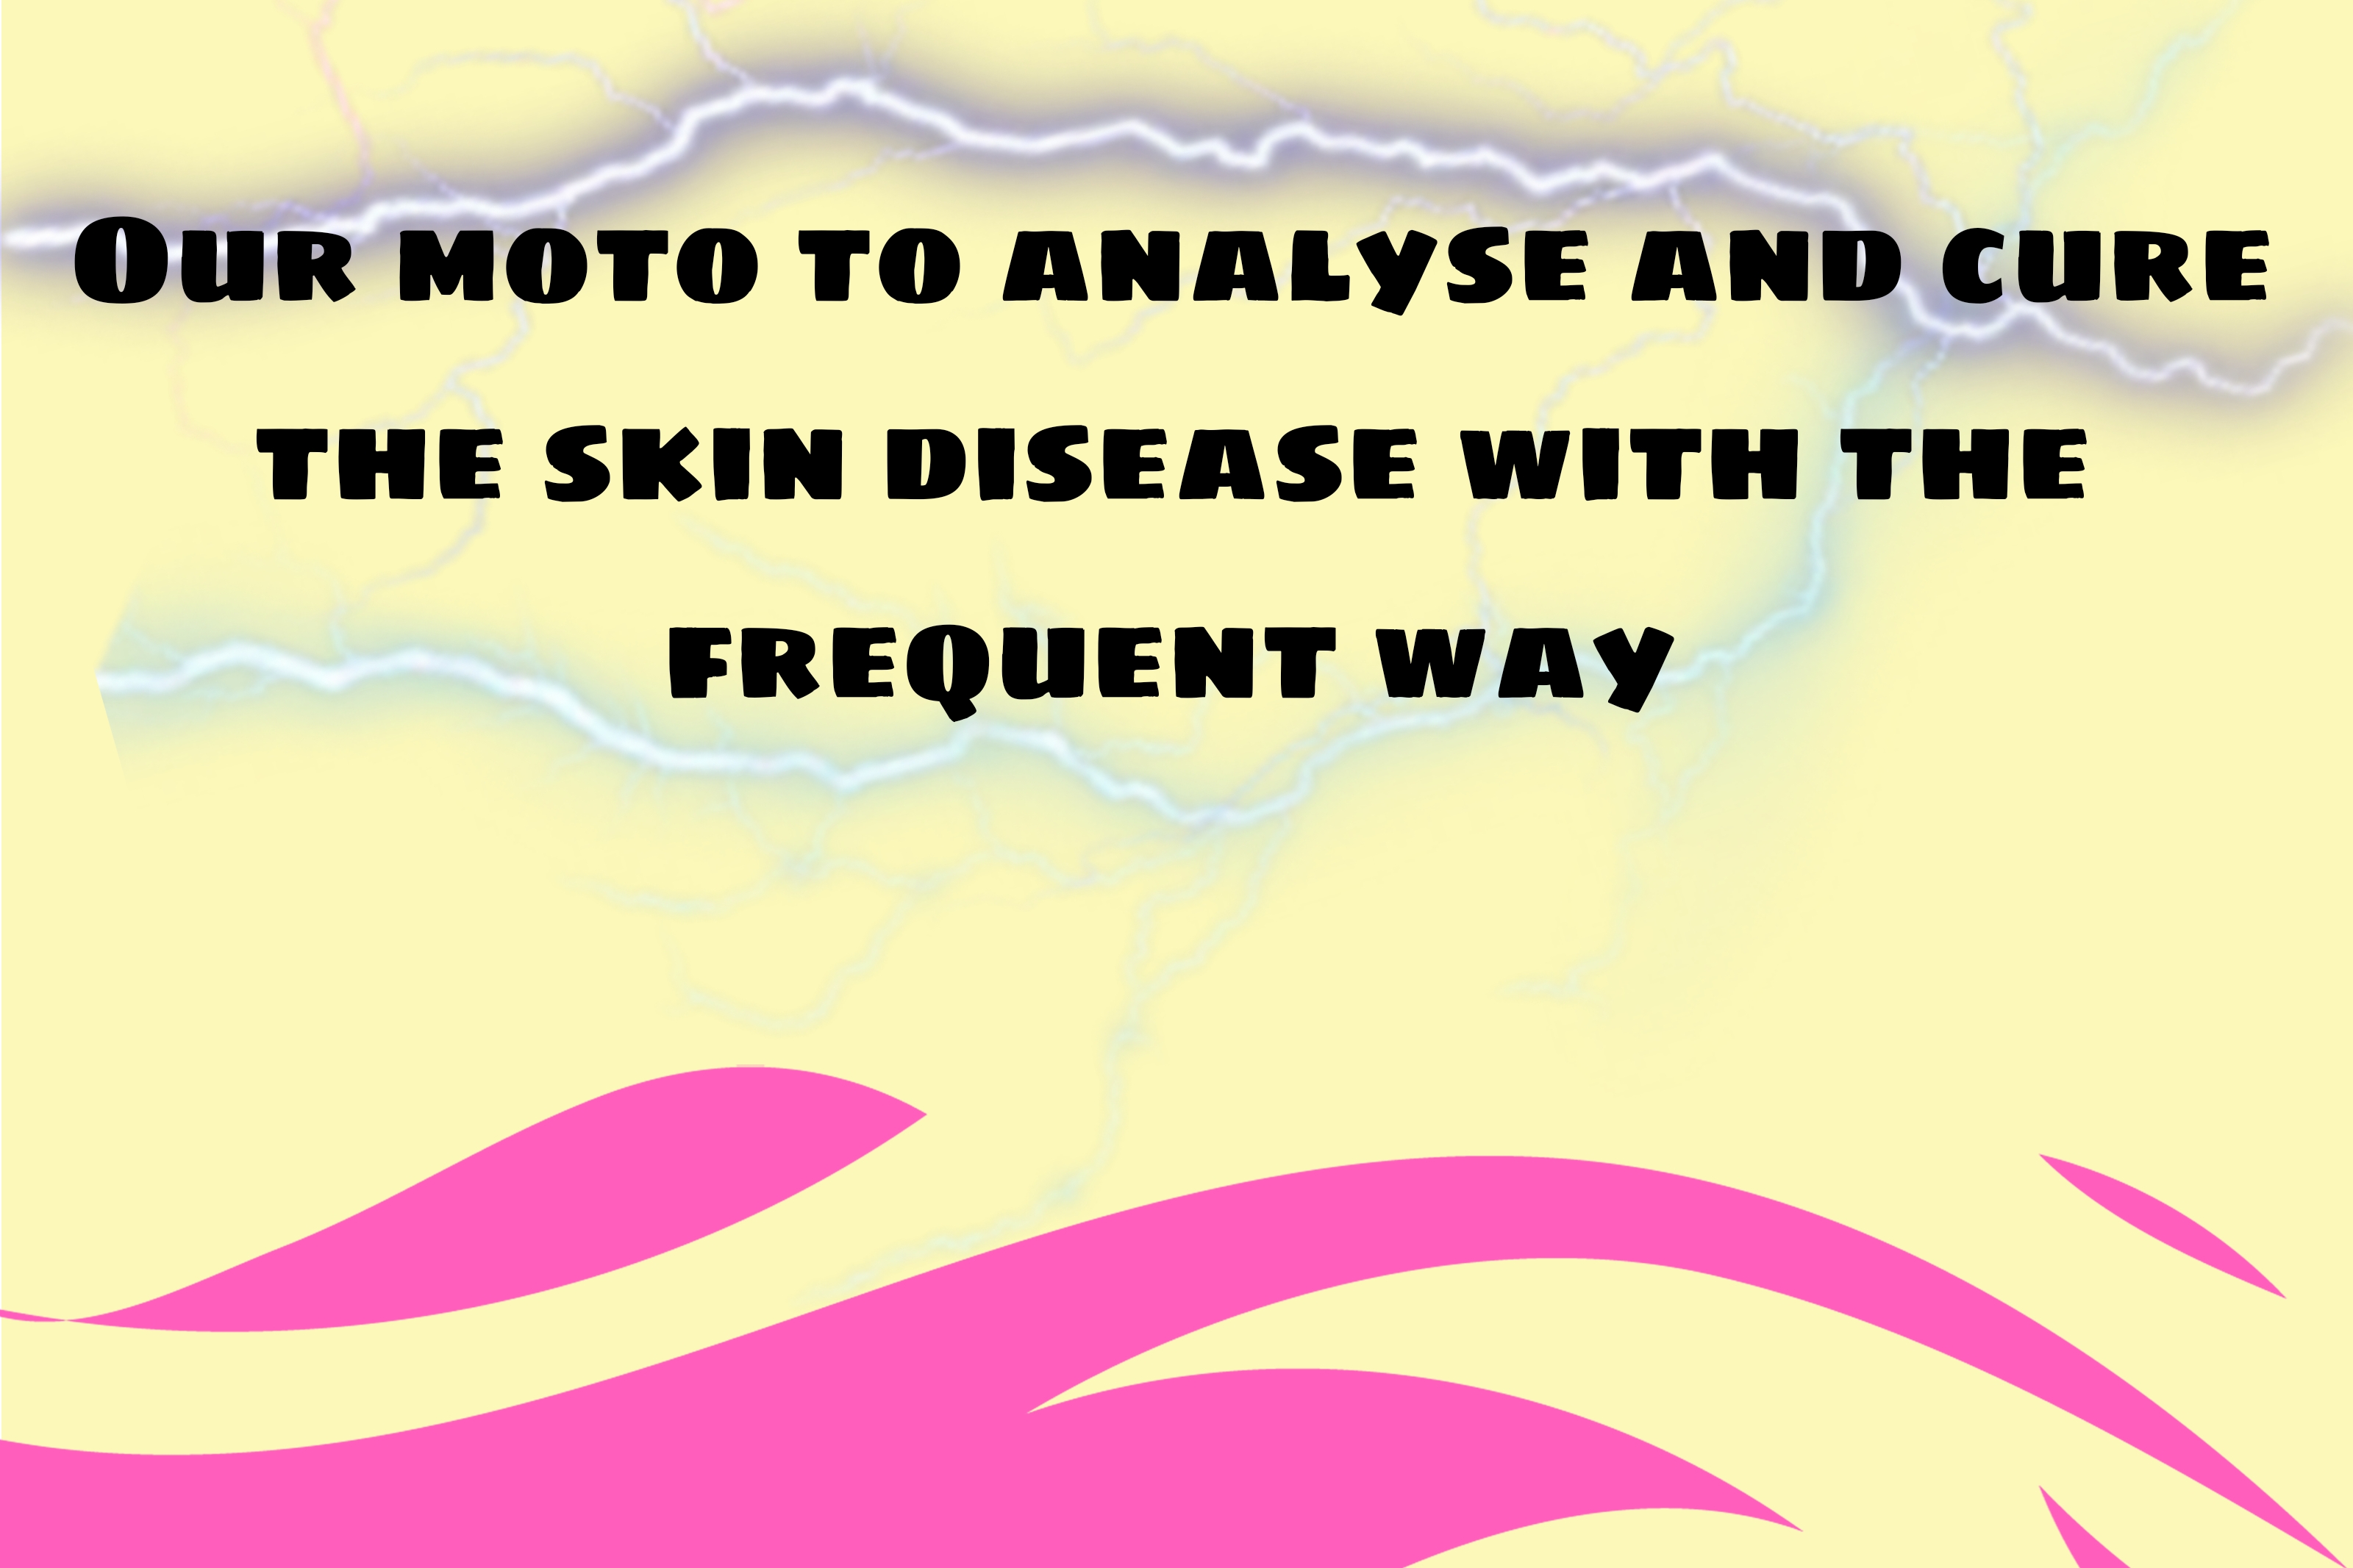 Our moto to analyse and cure
the skin disease with the
frequent way